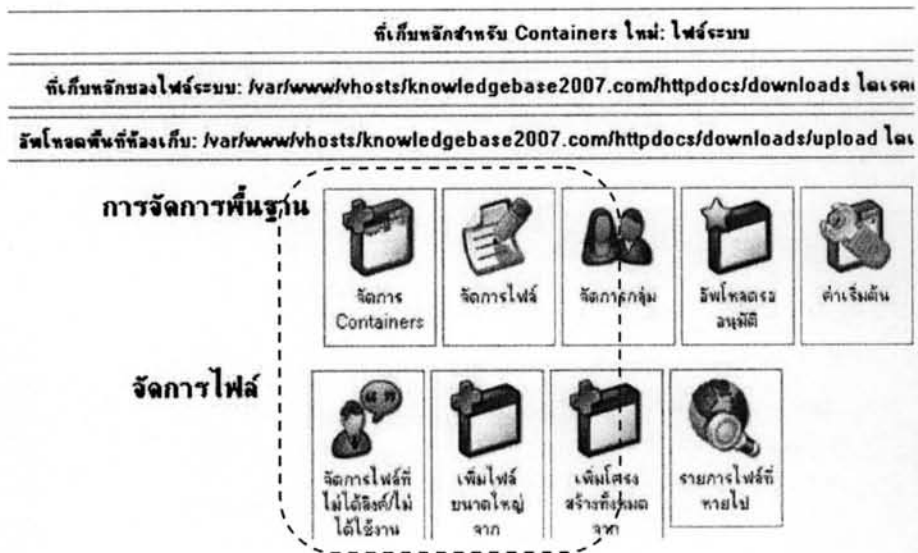 ที่เก็บหลักสำหรับ Containers ใหม่: ไฟล์ระบบ
ที่เก็บหลักของไฟล์ระบบ: /var/www/vhosts/knowledgebase2007.com/httpdocs/downloads
อัพโหลดพื้นที่ห้องเก็บ: /var/www/vhosts/knowledgebase2007.com/httpdocs/downloads/upload
การจัดการพื้นฐาน
จัดการ
Containers
จัดการไฟล์
จัดการกลุ่ม
อัพโหลดรอ
อนุมัติ
ค่าเริ่มต้น
จัดการไฟล์
จัดการไฟล์ที่
ไม่ได้ลิงค์/ไม่
ได้ใช้งาน
เพิ่มไฟล์
ขนาดใหญ่
จาก
เพิ่มโครง
สร้างทั้งหมด
จาก
รายการไฟล์ที่
หายไป